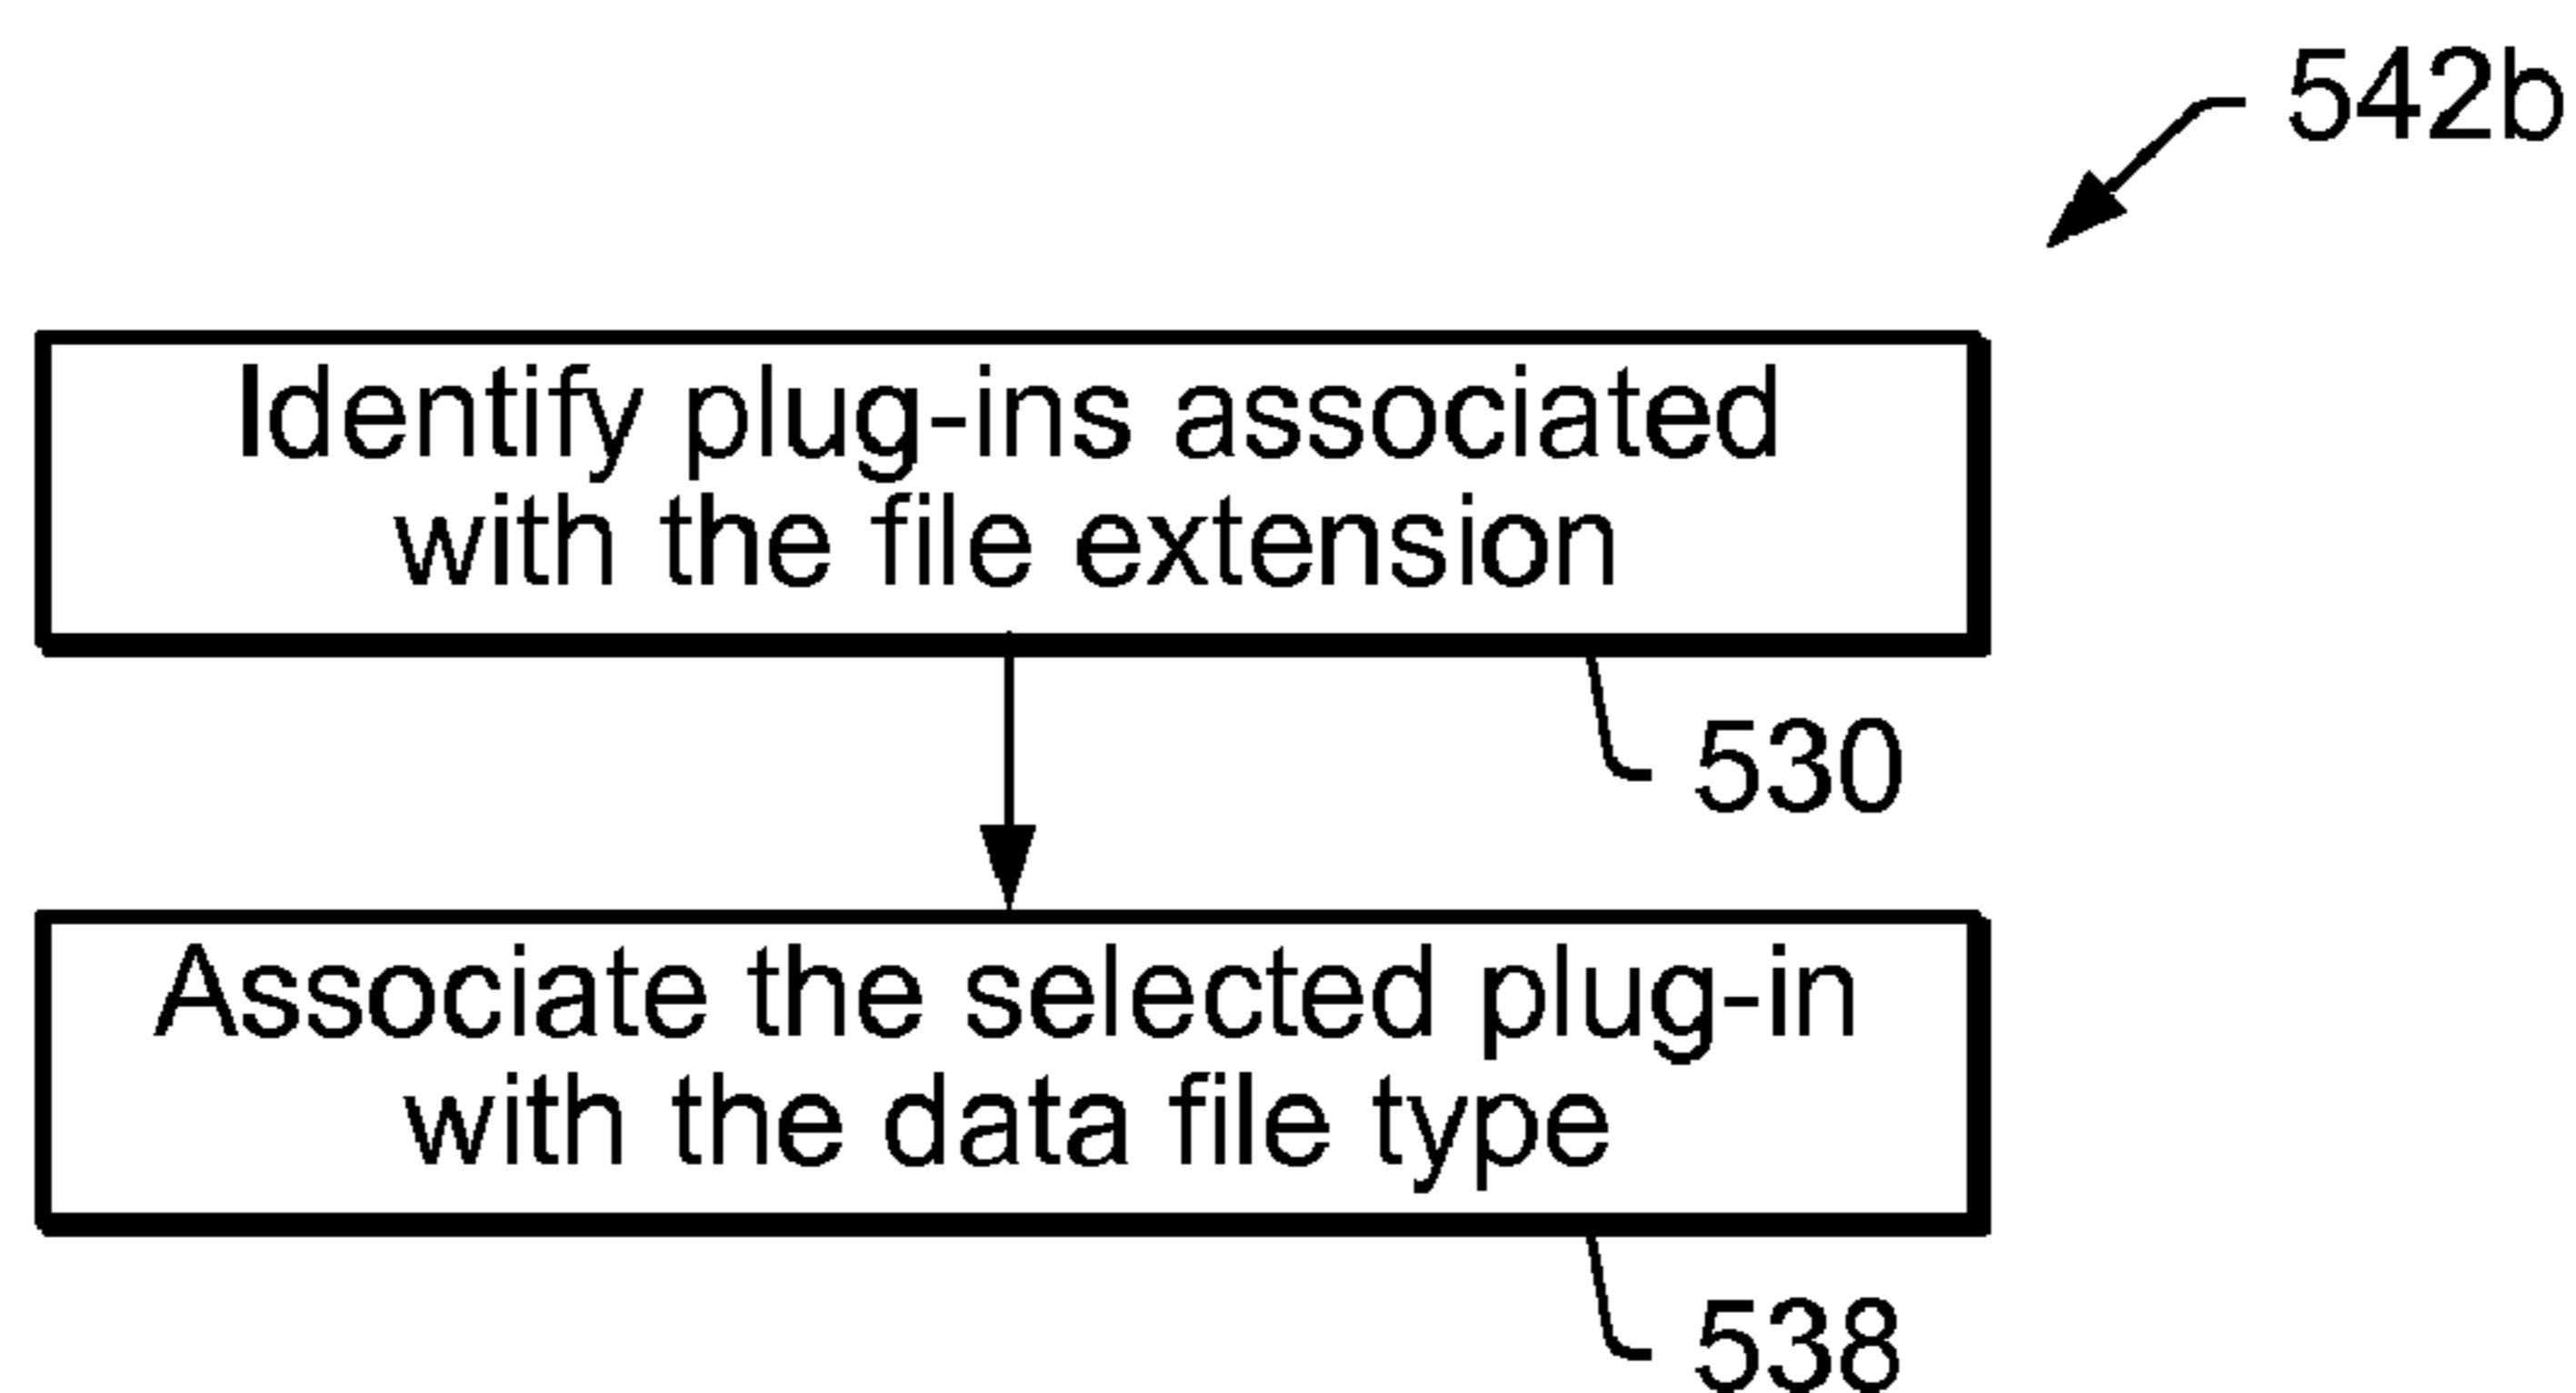 542b
Identify plug-ins associated
with the file extension
530
Associate the selected plug-in
with the data file type
538